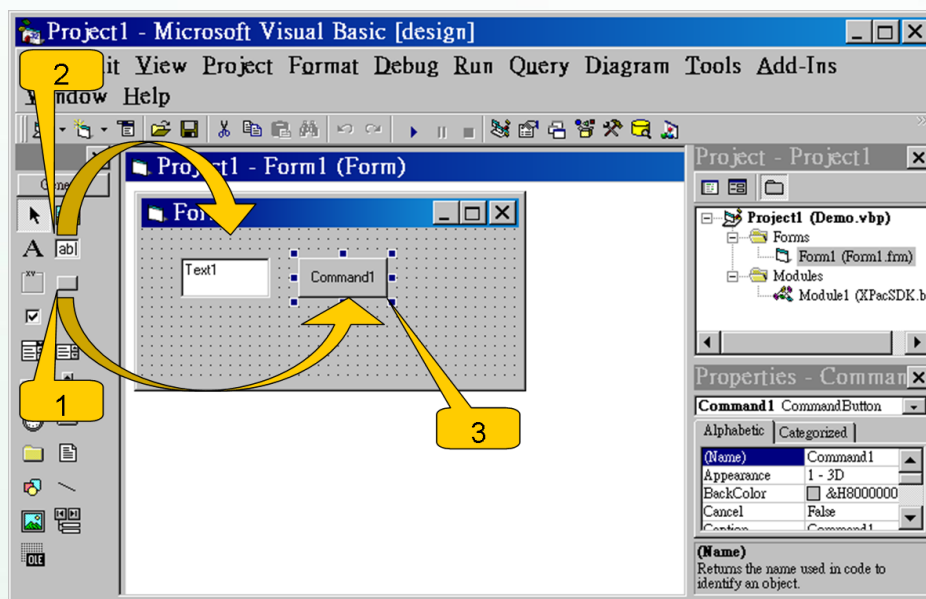 Project1 - Microsoft Visual Basic [design]
2
it View Project Format Debug Run Query Diagram Tools Add-Ins
Window Help
Project1 - Form1 (Form)
Project - Project1
A
ab|
Text1
Command1
Project1 (Demo.vbp)
Forms
Form1 (Form1.frm)
Modules
Module1 (XPacSDK.b
1
3
Properties - Comman
Command1 CommandButton
Alphabetic Categorized
(Name) Command1
Appearance 1 - 3D
BackColor &H8000000
Cancel False
Caption Command1
(Name)
Returns the name used in code to
identify an object.
OLE